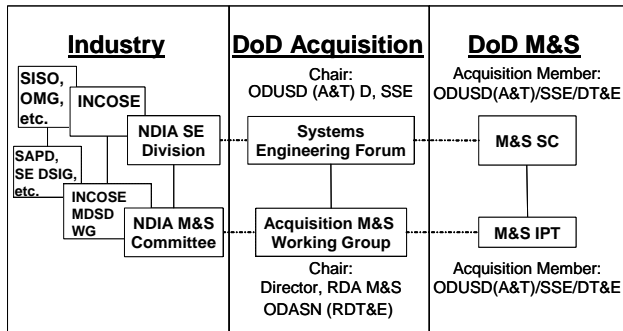 Industry
SISO,
OMG,
etc.
INCOSE
NDIA SE
Division
SAPD,
SE DSIG,
etc.
INCOSE
MDSD
WG
NDIA M&S
Committee
DoD Acquisition
Chair:
ODUSD (A&T) D, SSE
Systems
Engineering Forum
Acquisition M&S
Working Group
Chair:
Director, RDA M&S
ODASN (RDT&E)
DoD M&S
Acquisition Member:
ODUSD(A&T)/SSE/DT&E
M&S SC
M&S IPT
Acquisition Member:
ODUSD(A&T)/SSE/DT&E